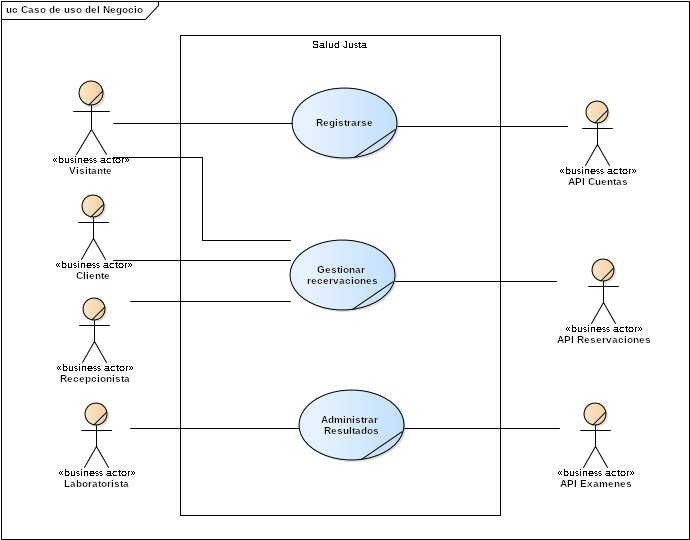 uc Caso de uso del Negocio
Salud Justa
Registrarse
«business actor»
Visitante
«business actor»
API Cuentas
«business actor»
Cliente
Gestionar
recervaciones
«business actor»
API Reservaciones
«business actor»
Recepcionista
Administrar
Resultados
«business actor»
Laboratorista
«business actor»
API Examenes